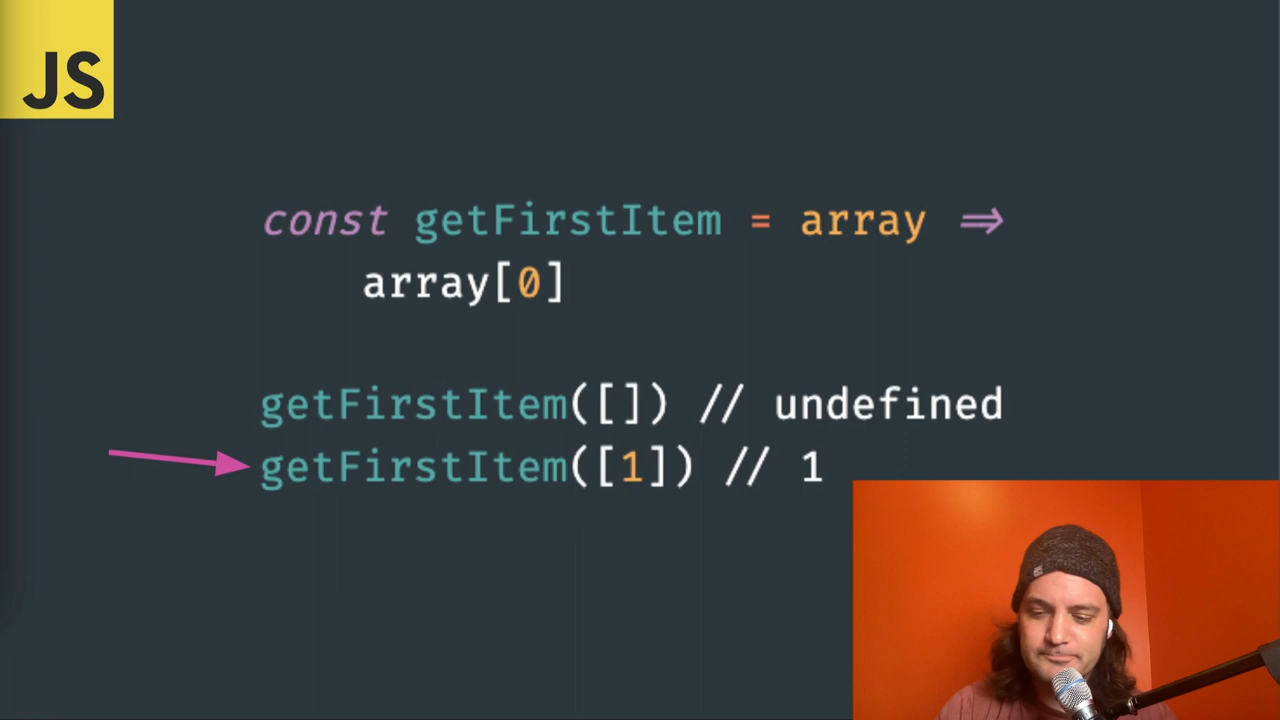 JS
const getFirstItem = array =>
array[0]
getFirstItem([]) // undefined
getFirstItem([1]) // 1